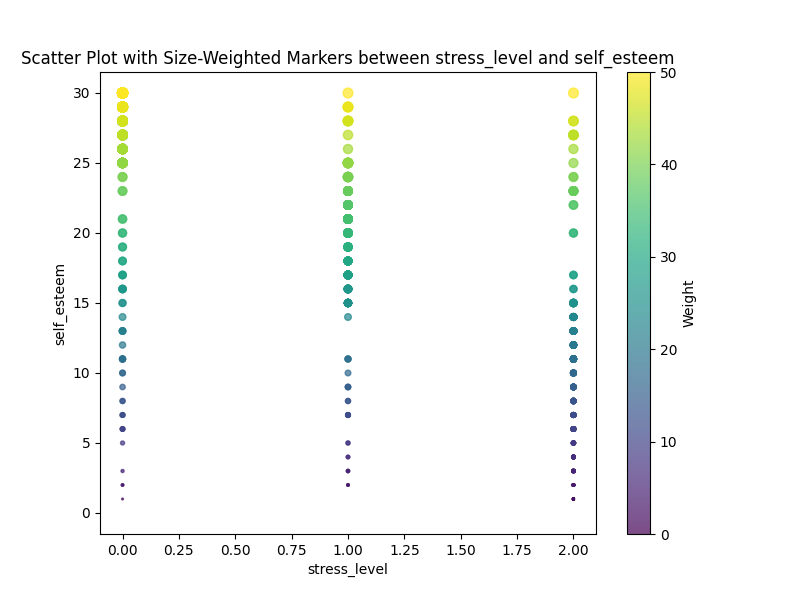 Scatter Plot with Size-Weighted Markers between stress_level and self_esteem
30
25
20
15
10
5
0
self_esteem
0.00 0.25 0.50 0.75 1.00 1.25 1.50 1.75 2.00
stress_level
50
40
30
20
10
0
Weight